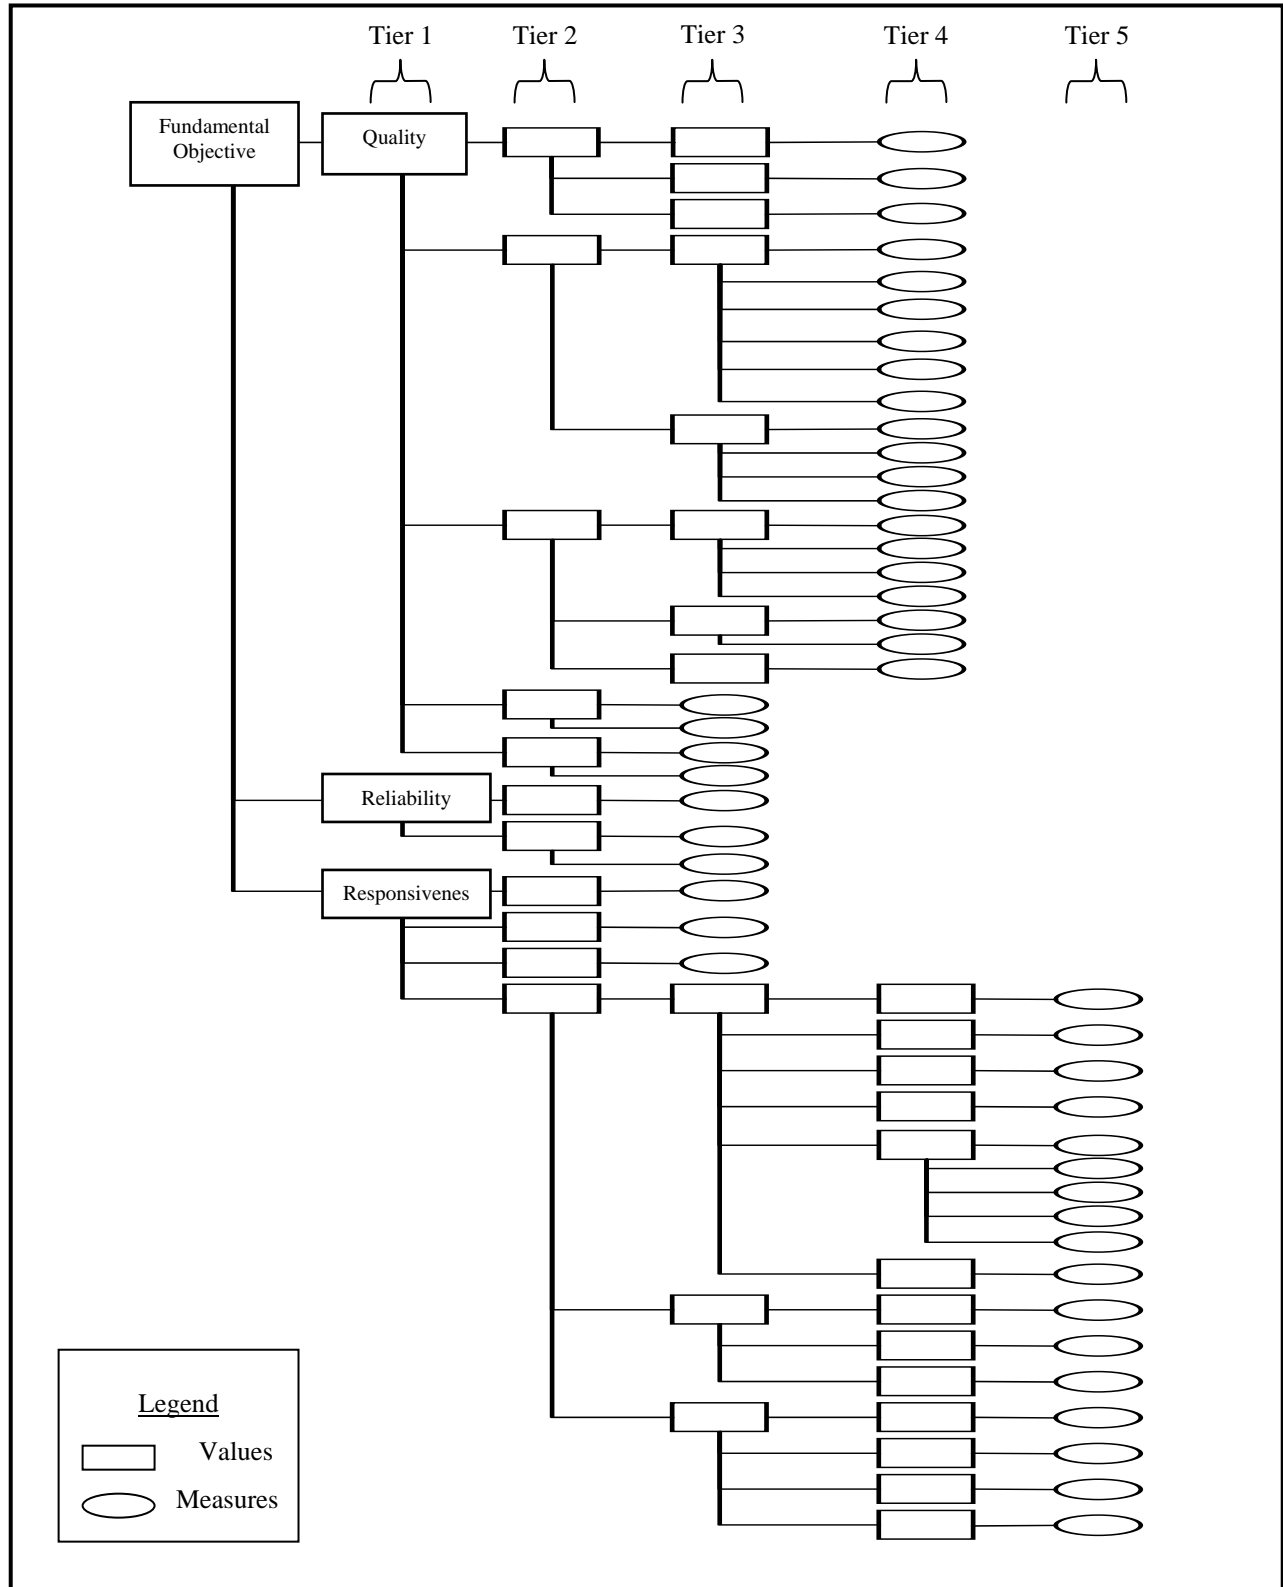 Tier 1 Tier 2 Tier 3 Tier 4 Tier 5
Fundamental
Objective
Quality
Reliability
Responsivenes
Legend
Values
Measures